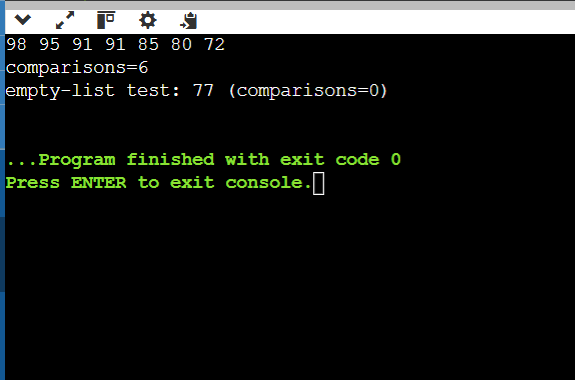 98 95 91 91 85 80 72
comparisons=6
empty-list test: 77 (comparisons=0)
...Program finished with exit code 0
Press ENTER to exit console.